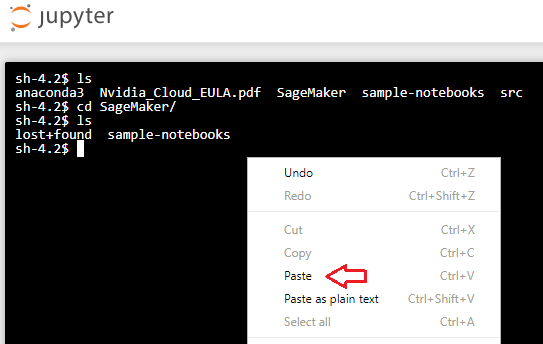 jupyter
sh-4.2$ ls
anaconda3  Nvidia_Cloud_EULA.pdf  SageMaker  sample-notebooks  src
sh-4.2$ cd SageMaker/
sh-4.2$ ls
lost+found  sample-notebooks
sh-4.2$
Undo Ctrl+Z
Redo Ctrl+Shift+Z
Cut Ctrl+X
Copy Ctrl+C
Paste Ctrl+V
Paste as plain text Ctrl+Shift+V
Select all Ctrl+A